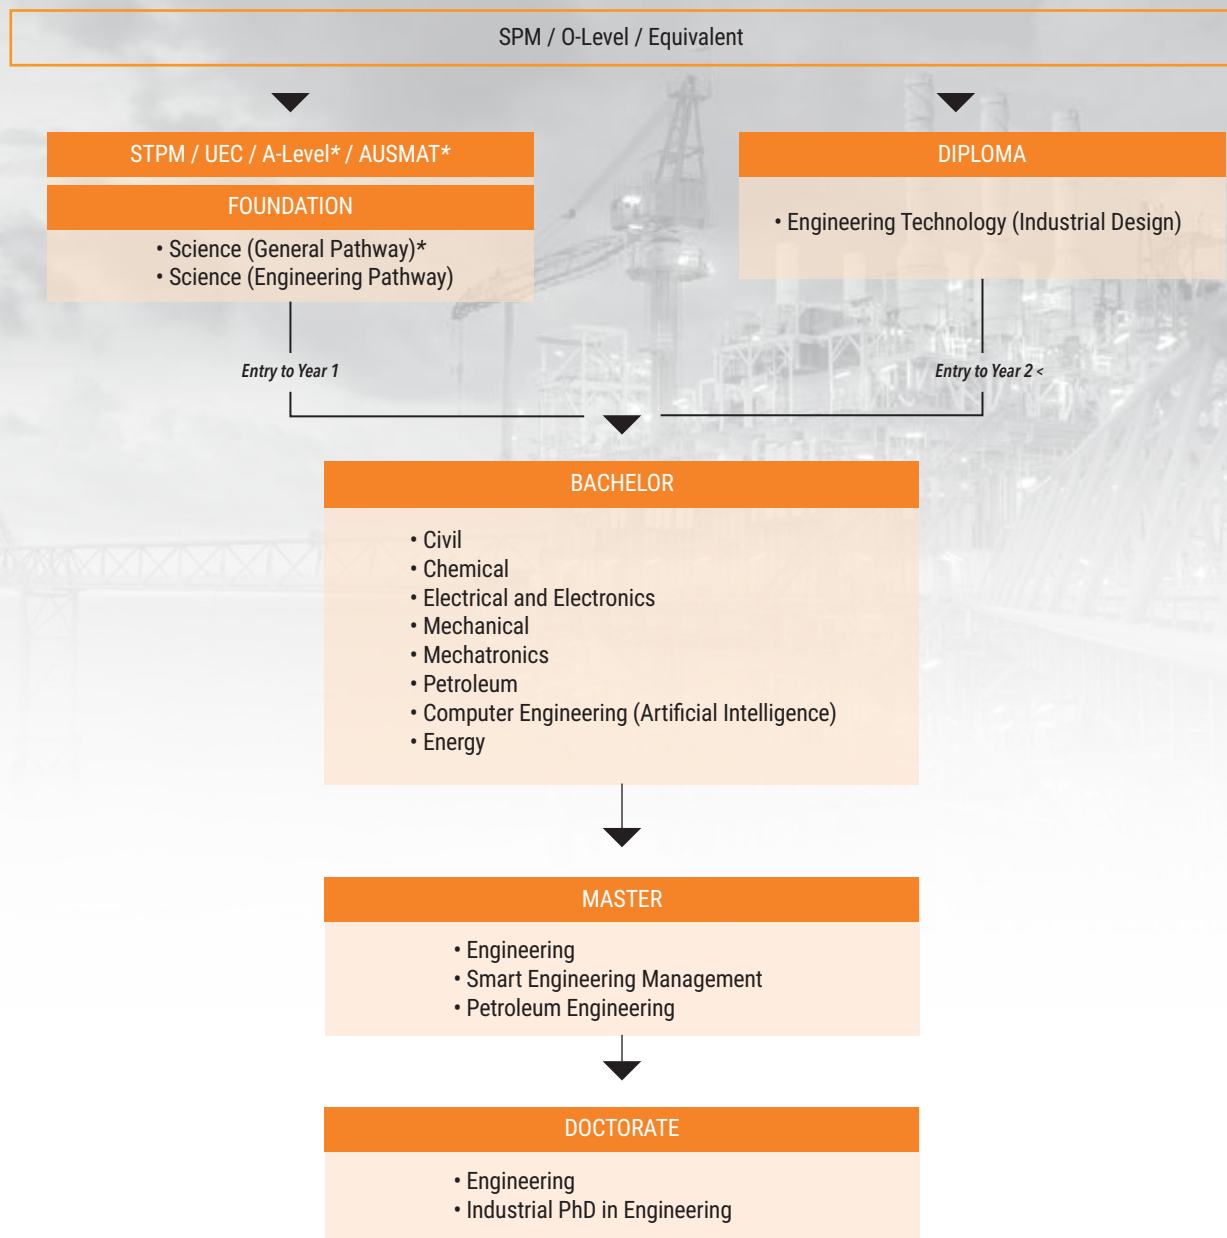 SPM / O-Level / Equivalent
STPM / UEC / A-Level* / AUSMAT*
FOUNDATION
• Science (General Pathway)*
• Science (Engineering Pathway)
Entry to Year 1
DIPLOMA
• Engineering Technology (Industrial Design)
Entry to Year 2 <
BACHELOR
• Civil
• Chemical
• Electrical and Electronics
• Mechanical
• Mechatronics
• Petroleum
• Computer Engineering (Artificial Intelligence)
• Energy
MASTER
• Engineering
• Smart Engineering Management
• Petroleum Engineering
DOCTORATE
• Engineering
• Industrial PhD in Engineering